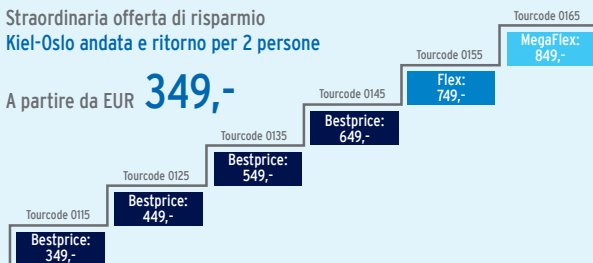 Straordinaria offerta di risparmio
Kiel-Oslo andata e ritorno per 2 persone
A partire da EUR 349,-
Tourcode 0115
Bestprice:
349,-
Tourcode 0125
Bestprice:
449,-
Tourcode 0135
Bestprice:
549,-
Tourcode 0145
Bestprice:
649,-
Tourcode 0155
Flex:
749,-
Tourcode 0165
MegaFlex:
849,-